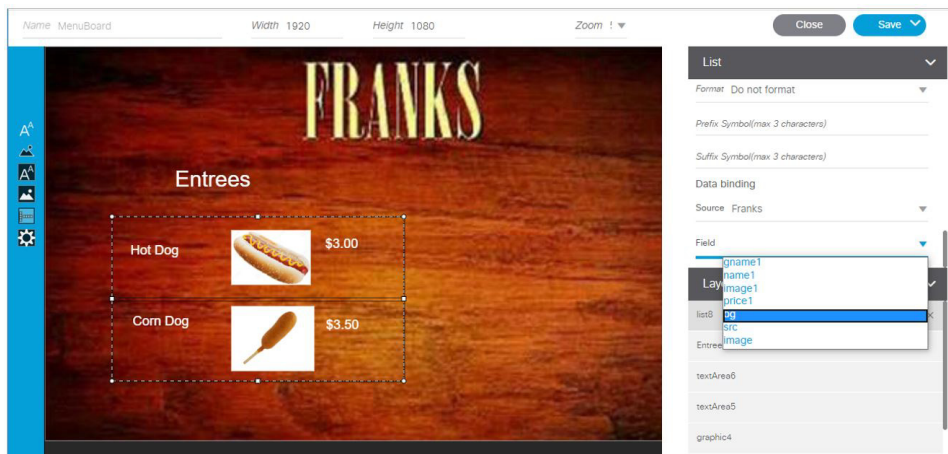 Name MenuBoard Width 1920 Height 1080 Zoom Close Save
FRANKS
Entrees
Hot Dog $3.00
Corn Dog $3.50
List
Format Do not format
Prefix Symbol(max 3 characters)
Suffix Symbol(max 3 characters)
Data binding
Source Franks
Field
gname1
name1
image1
price1
bg
src
image
list8
textArea6
textArea5
graphic4